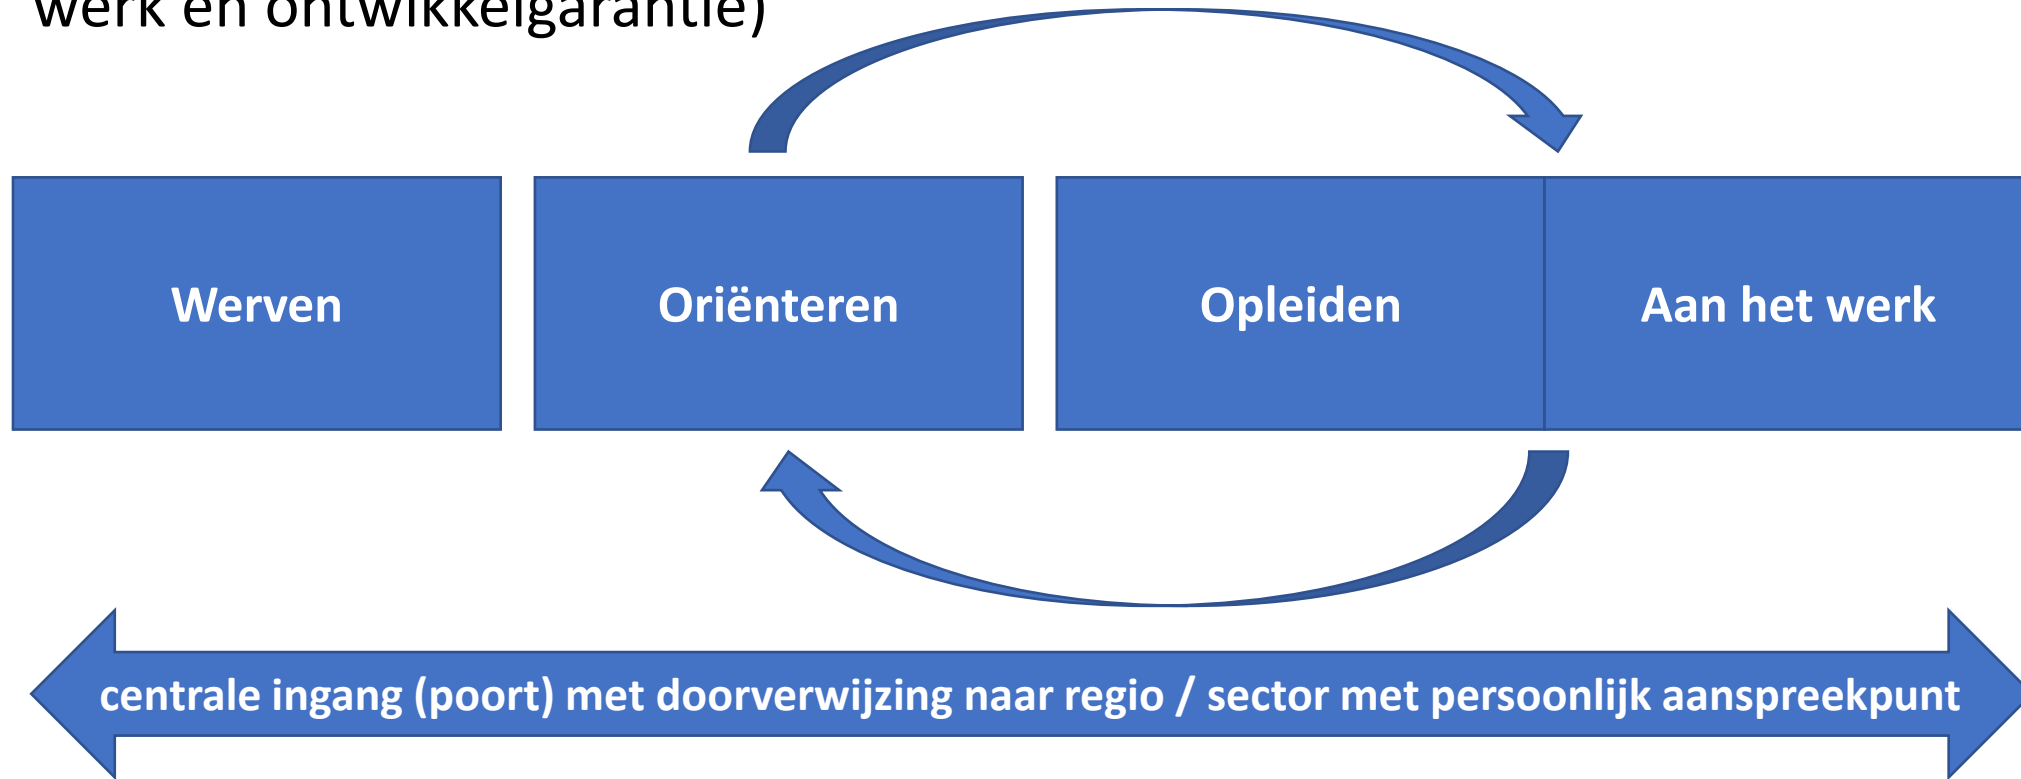 werk en ontwikkelgarantie)
Werven
Oriënteren
Opleiden
Aan het werk
centrale ingang (poort) met doorverwijzing naar regio / sector met persoonlijk aanspreekpunt